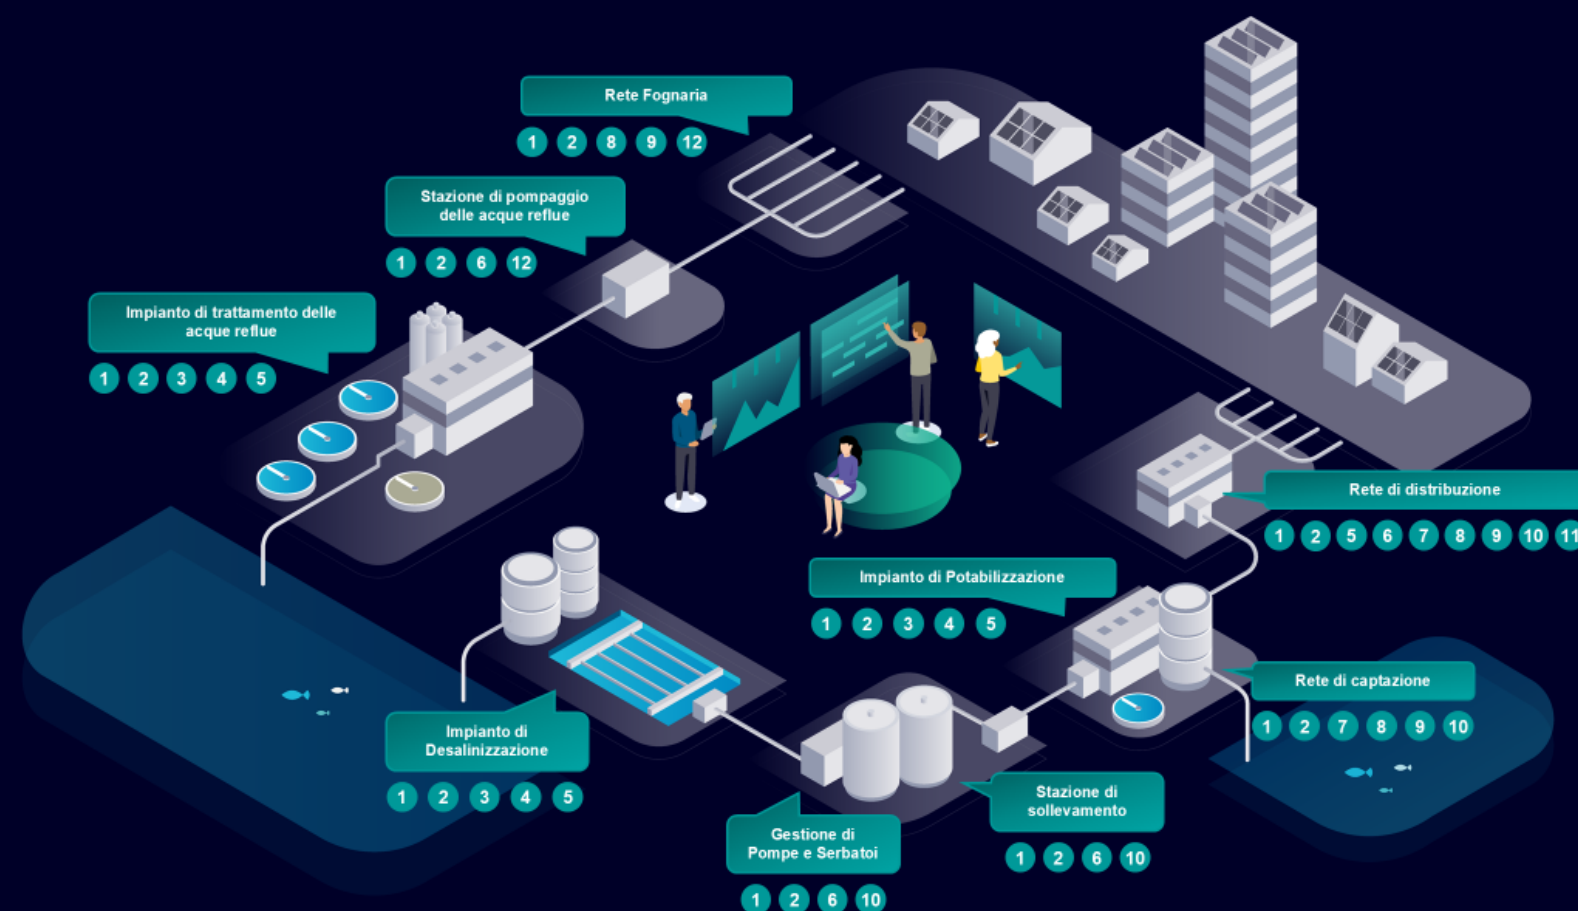 Rete Fognaria
1 2 8 9 12
Stazione di pompaggio
delle acque reflue
1 2 6 12
Impianto di trattamento delle
acque reflue
1 2 3 4 5
Rete di distribuzione
1 2 5 6 7 8 9 10 11
Impianto di Potabilizzazione
1 2 3 4 5
Rete di captazione
1 2 7 8 9 10
Impianto di
Desalinizzazione
1 2 3 4 5
Stazione di
sollevamento
1 2 6 10
Gestione di
Pompe e Serbatoi
1 2 6 10